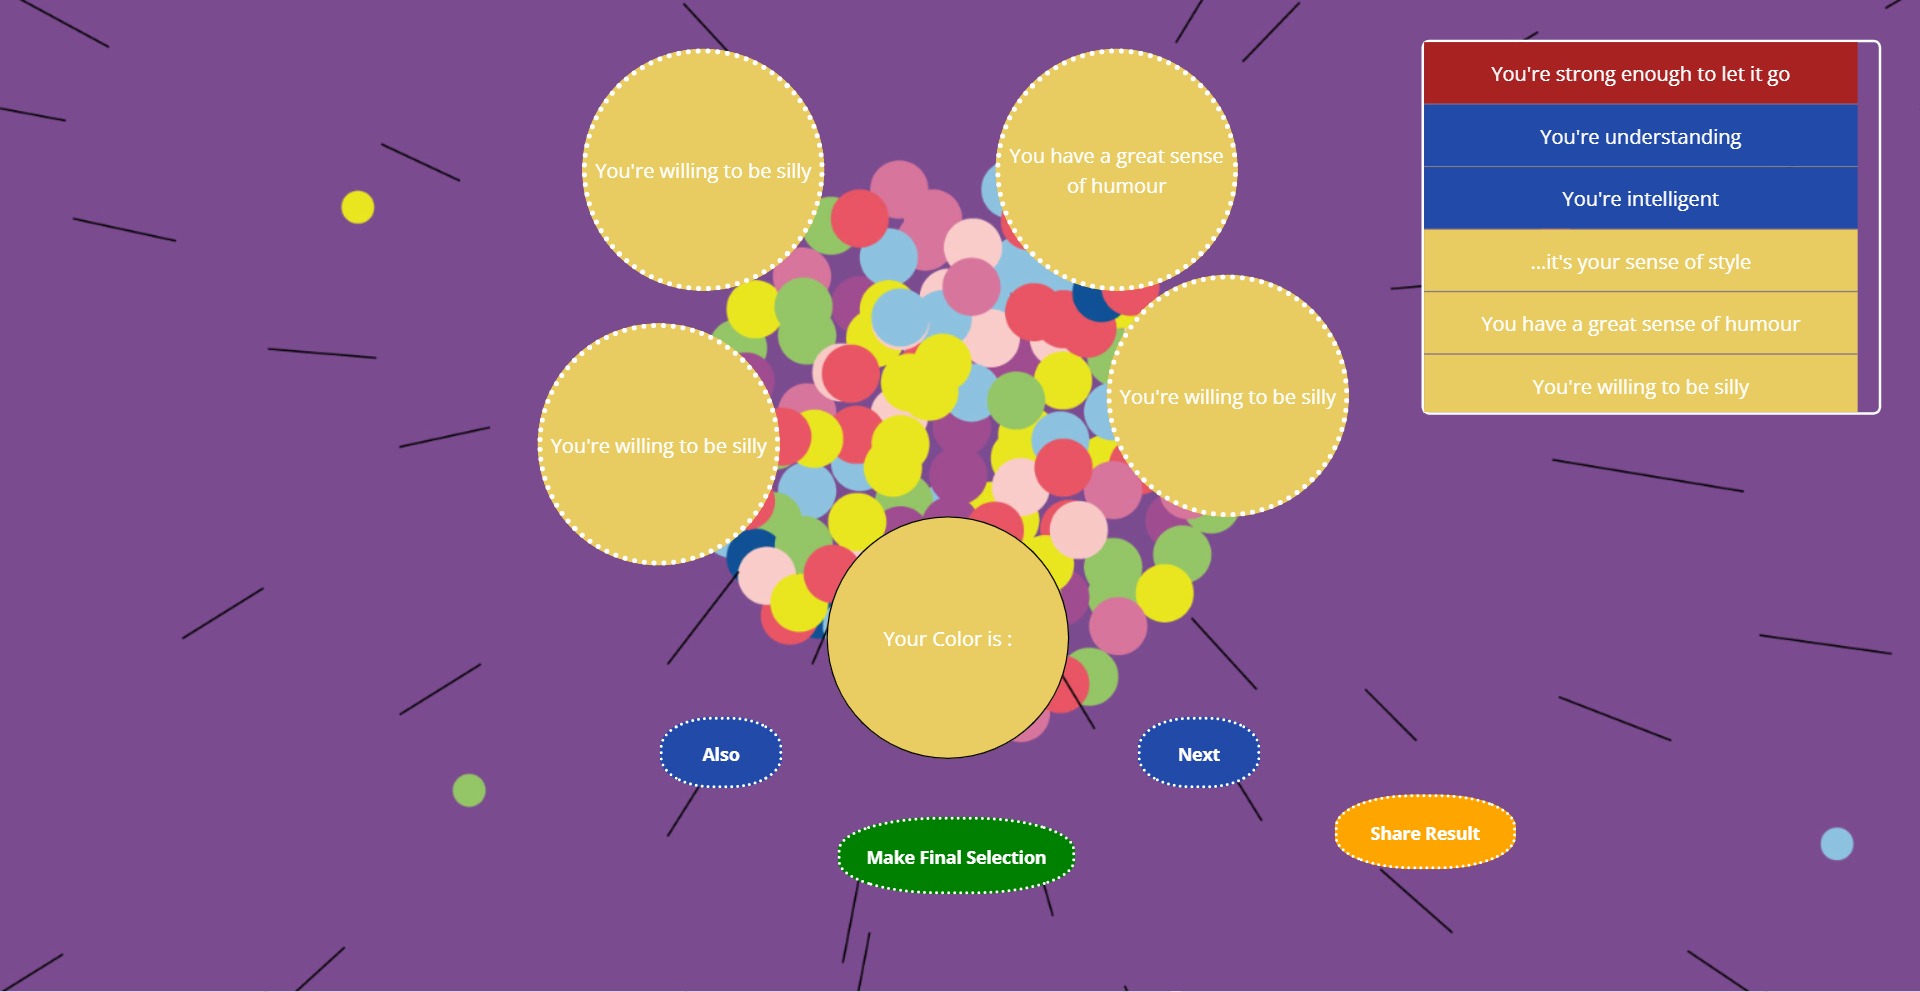 You're willing to be silly
You have a great sense
of humour
You're willing to be silly
You're willing to be silly
Your Color is :
Also
Next
Make Final Selection
Share Result
You're strong enough to let it go
You're understanding
You're intelligent
...it's your sense of style
You have a great sense of humour
You're willing to be silly